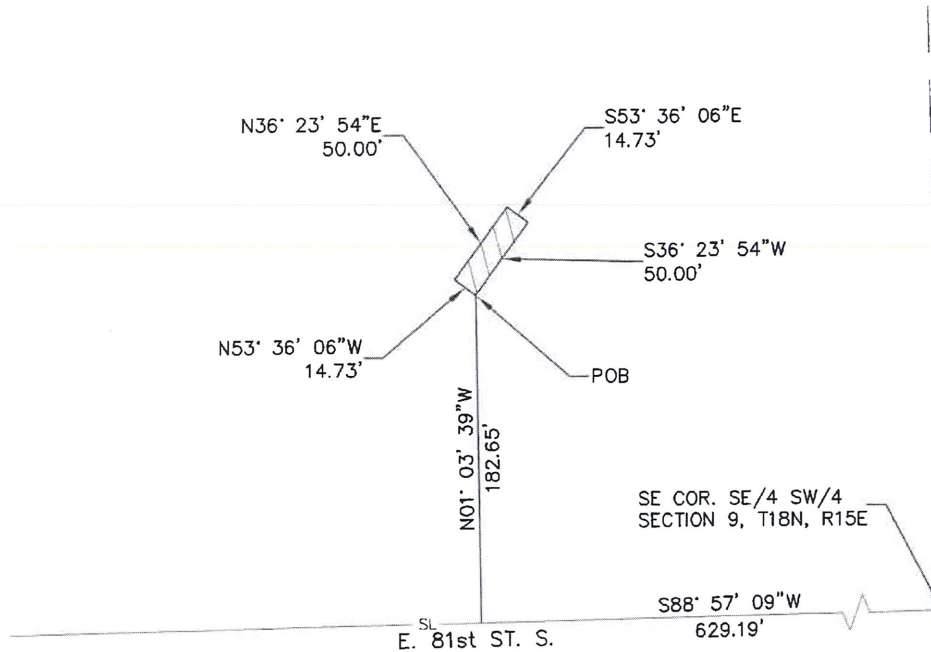 N36° 23' 54"E
50.00'
S53° 36' 06"E
14.73'
S36° 23' 54"W
50.00'
N53° 36' 06"W
14.73'
POB
N01° 03' 39"W
182.65'
SE COR. SE/4 SW/4
SECTION 9, T18N, R15E
S88° 57' 09"W
629.19'
SL
E. 81st ST. S.